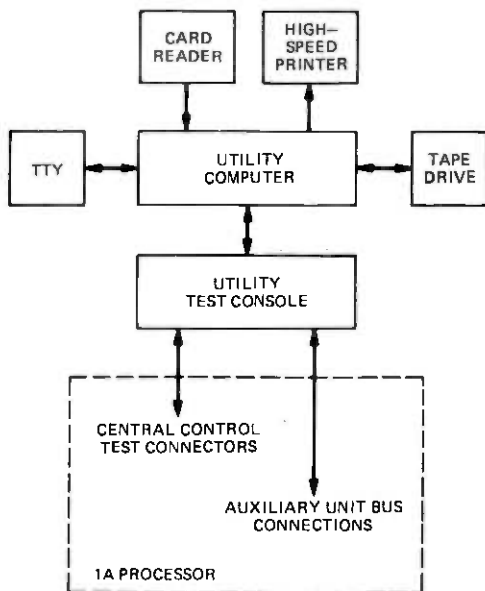 CARD
READER
HIGH–
SPEED
PRINTER
TTY
UTILITY
COMPUTER
TAPE
DRIVE
UTILITY
TEST CONSOLE
CENTRAL CONTROL
TEST CONNECTORS
AUXILIARY UNIT BUS
CONNECTIONS
1A PROCESSOR